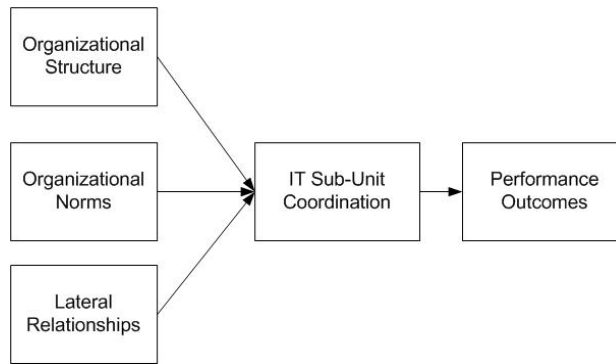 Organizational
Structure
Organizational
Norms
Lateral
Relationships
IT Sub-Unit
Coordination
Performance
Outcomes